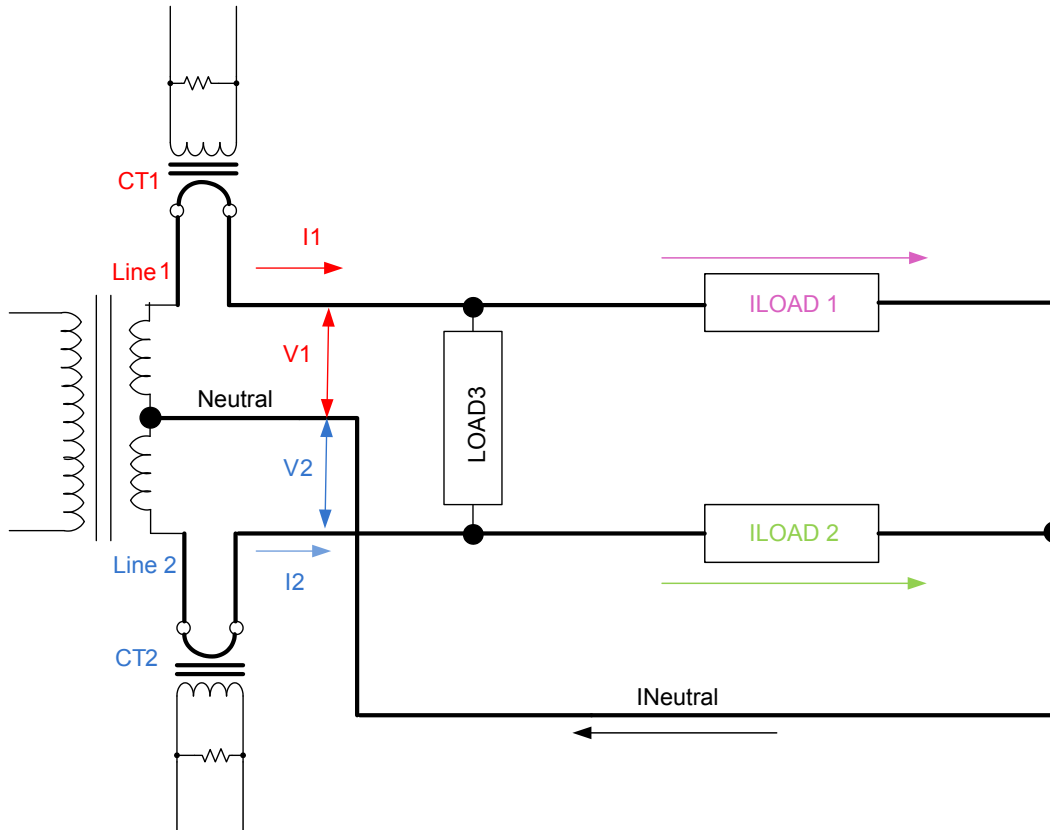 CT1
I1
Line 1
ILOAD 1
V1
LOAD3
Neutral
V2
ILOAD 2
Line 2
I2
CT2
INeutral